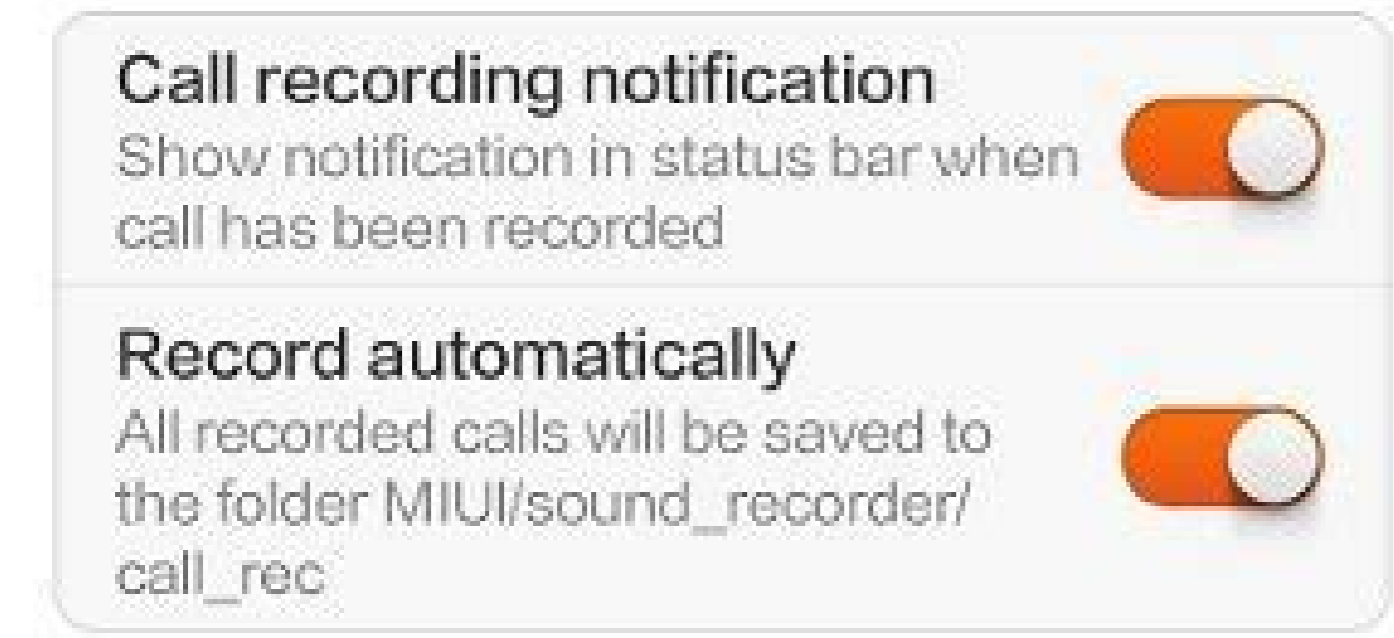 Call recording notification
Show notification in status bar when
call has been recorded
Record automatically
All recorded calls will be saved to
the folder MIUI/sound_recorder/
call_rec